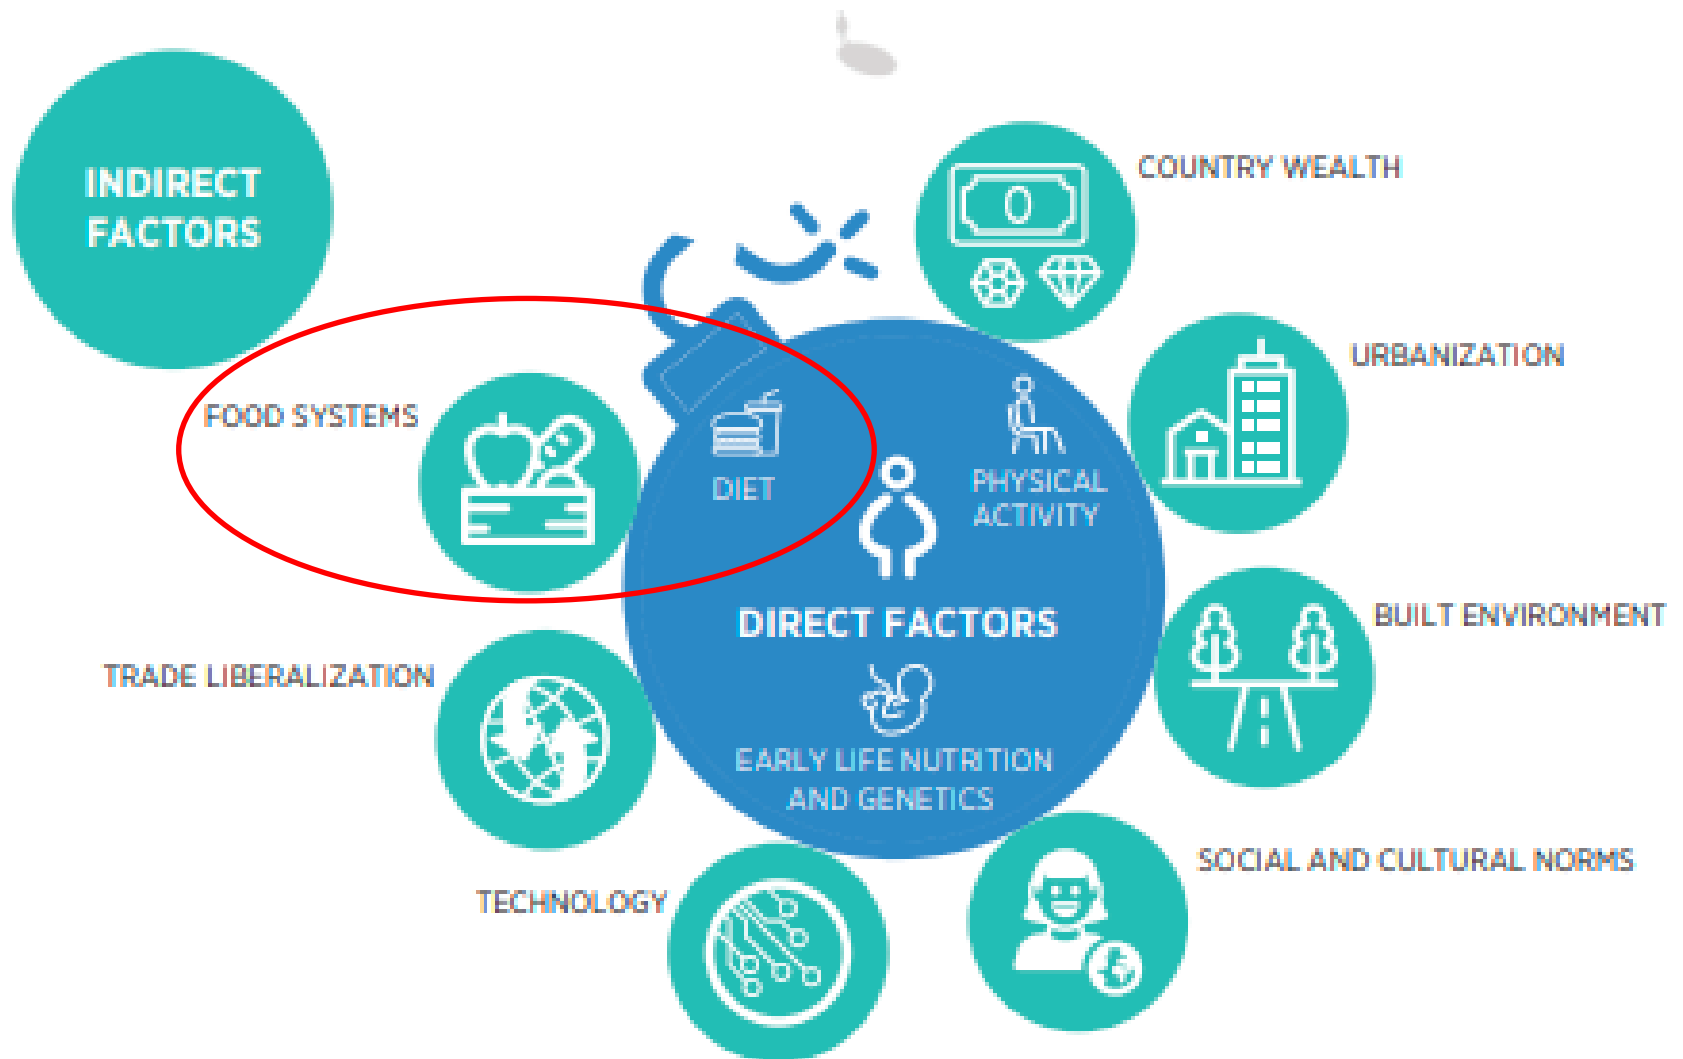 INDIRECT
FACTORS
COUNTRY WEALTH
0
URBANIZATION
FOOD SYSTEMS
DIET
PHYSICAL
ACTIVITY
DIRECT FACTORS
BUILT ENVIRONMENT
TRADE LIBERALIZATION
EARLY LIFE NUTRITION
AND GENETICS
SOCIAL AND CULTURAL NORMS
TECHNOLOGY